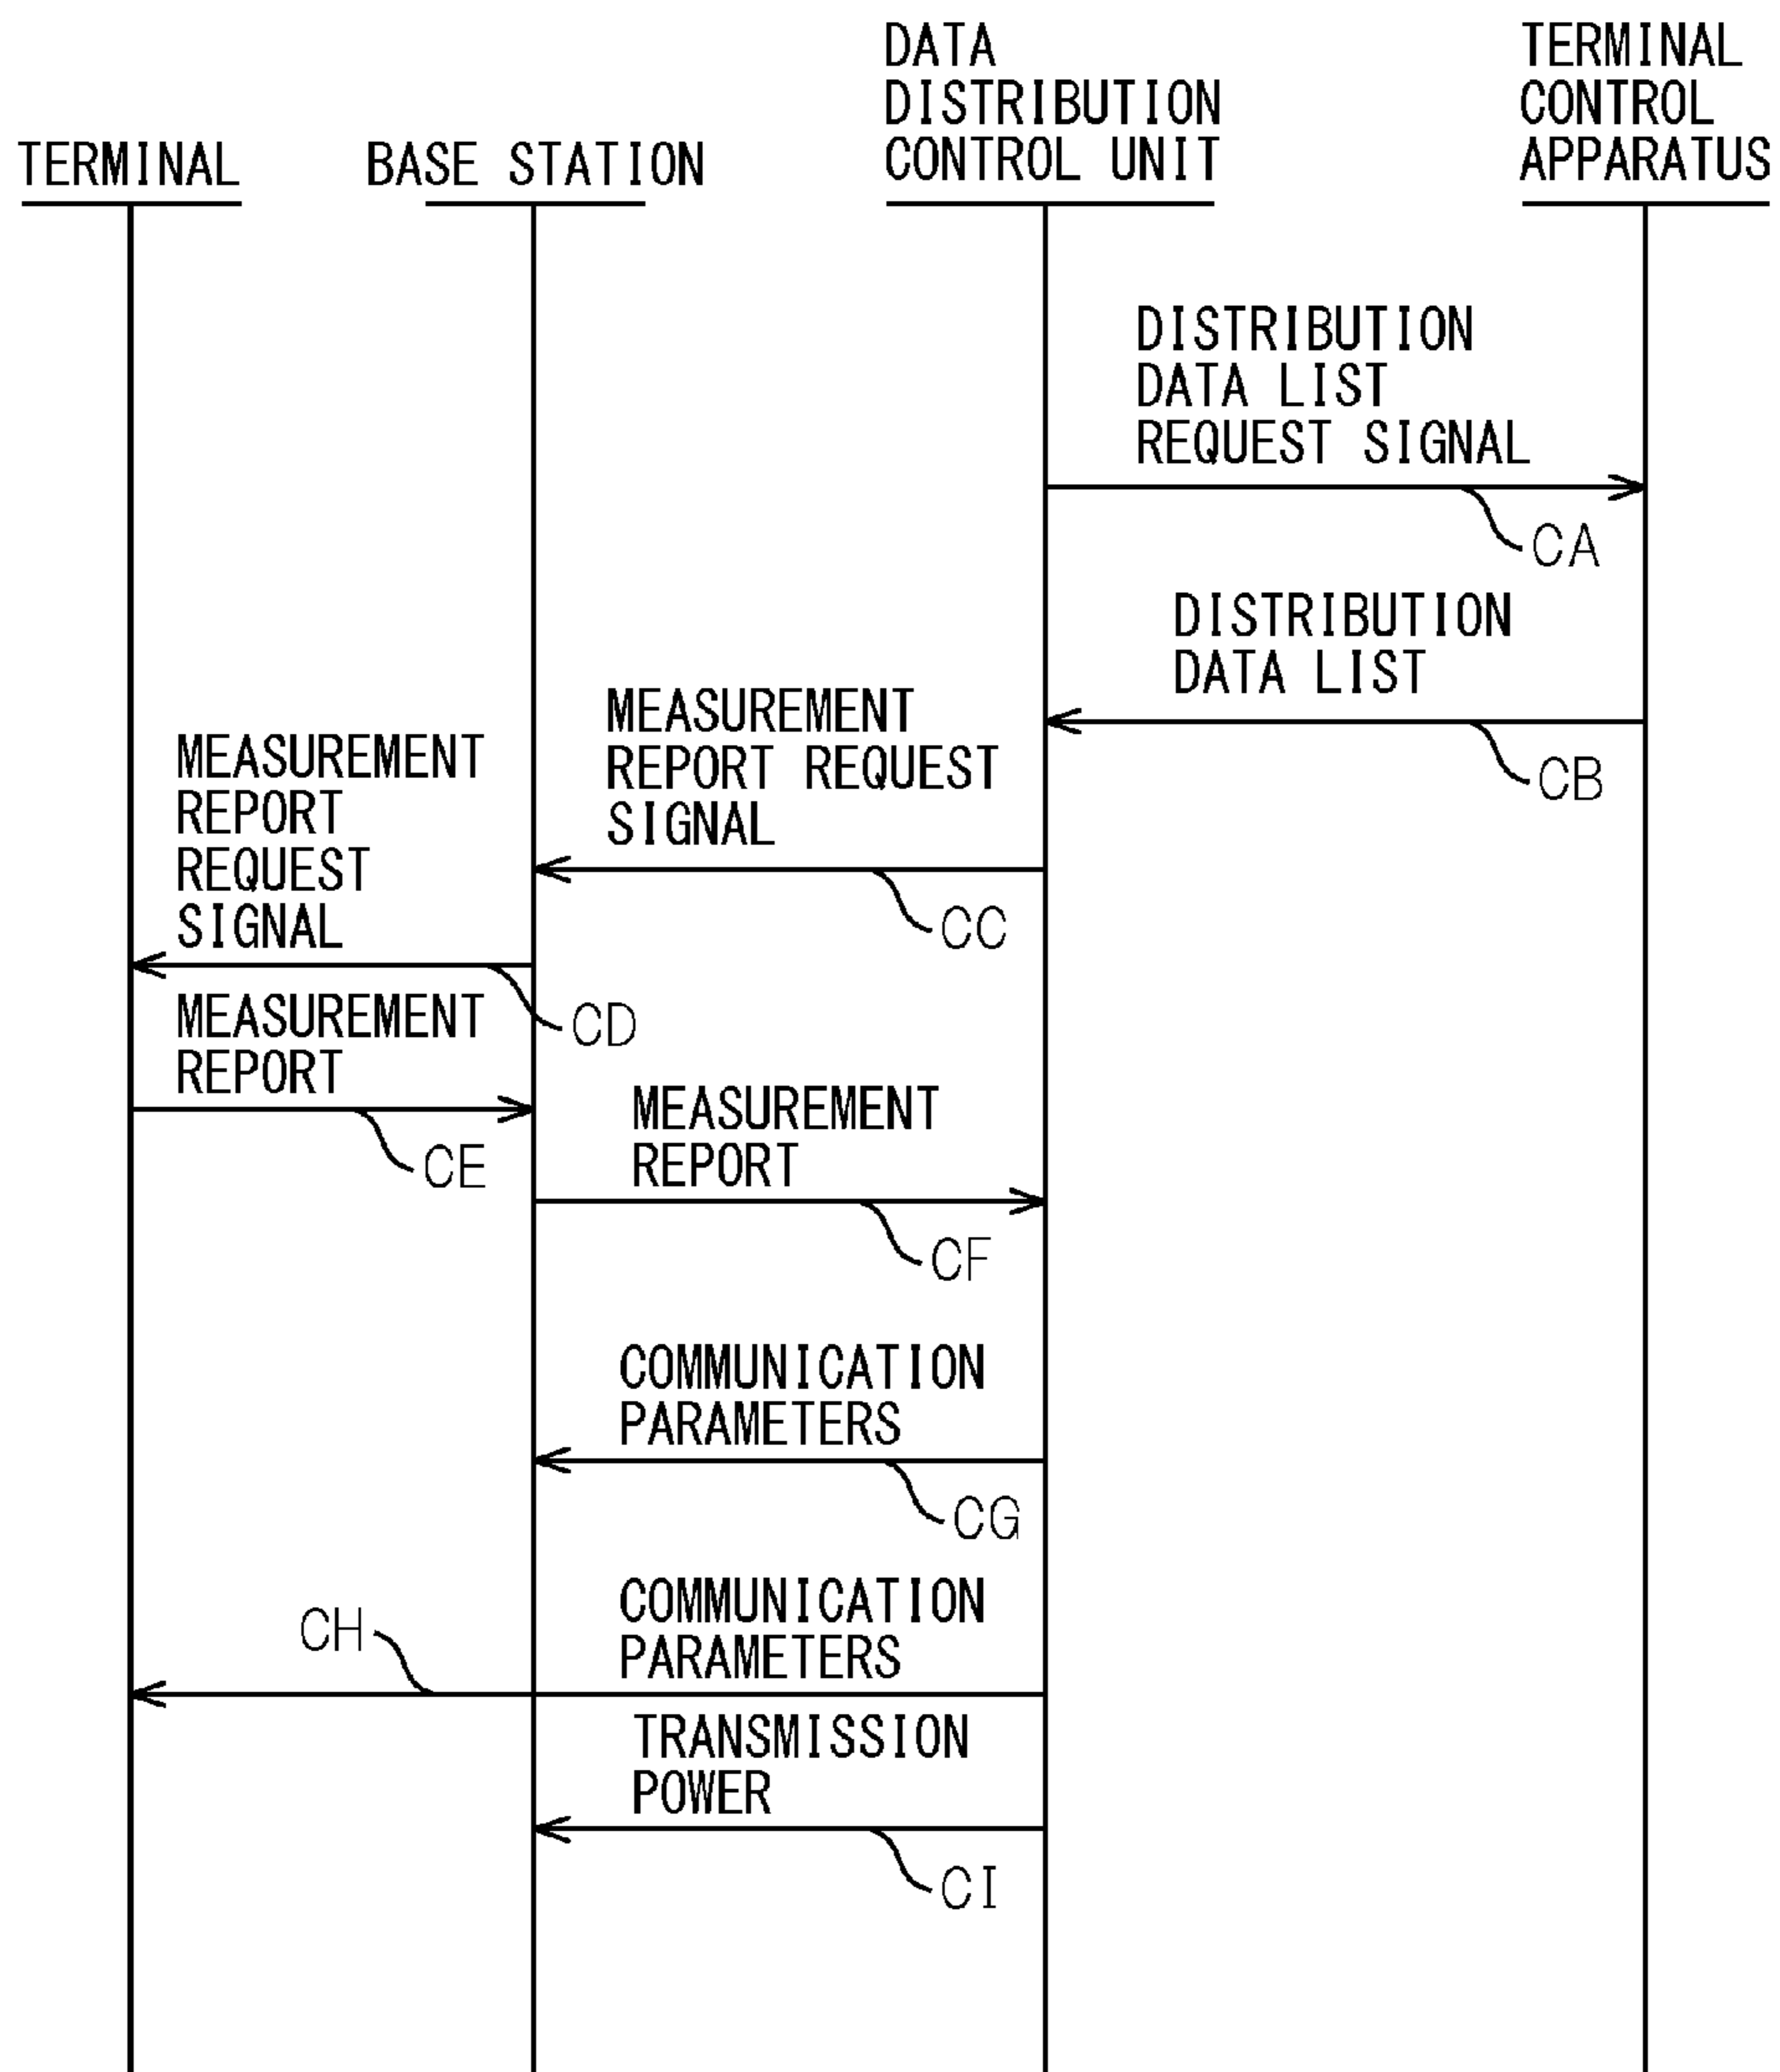 TERMINAL
BASE STATION
DATA
DISTRIBUTION
CONTROL UNIT
TERMINAL
CONTROL
APPARATUS
DISTRIBUTION
DATA LIST
REQUEST SIGNAL
CA
DISTRIBUTION
DATA LIST
CB
MEASUREMENT
REPORT REQUEST
SIGNAL
CC
MEASUREMENT
REPORT
REQUEST
SIGNAL
CD
MEASUREMENT
REPORT
CE
MEASUREMENT
REPORT
CF
COMMUNICATION
PARAMETERS
CG
COMMUNICATION
PARAMETERS
CH
TRANSMISSION
POWER
CI